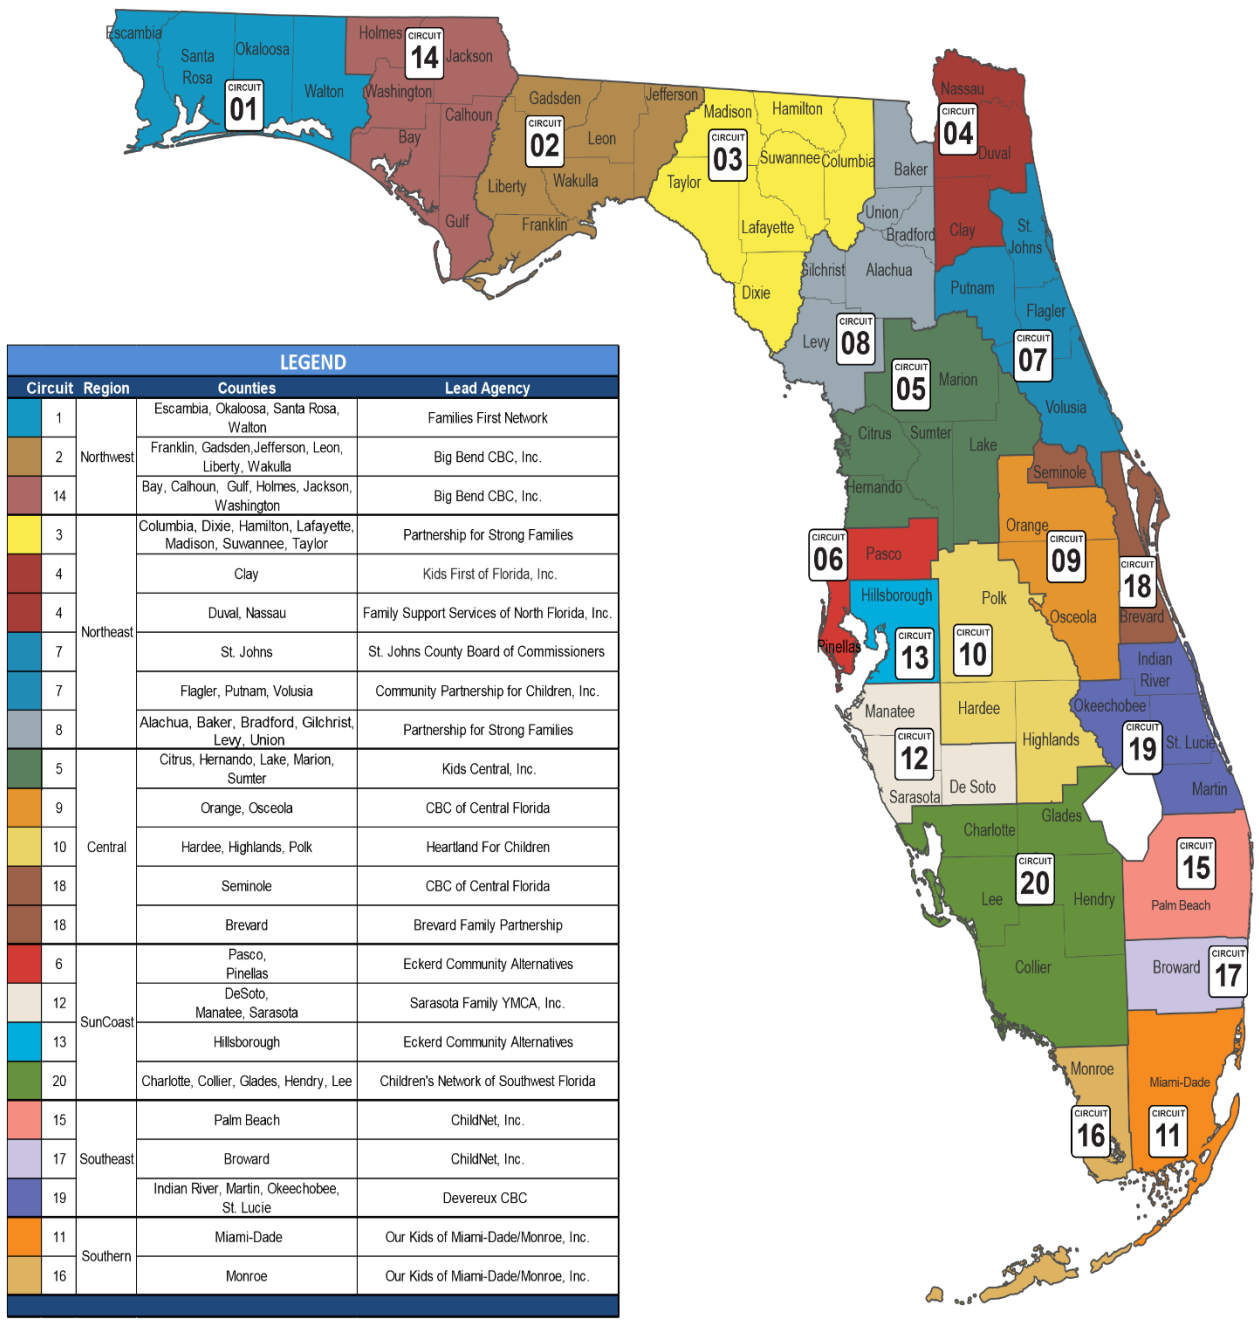 Escambia
Santa
Rosa
Okaloosa
Walton
CIRCUIT
01
Holmes
CIRCUIT
14
Jackson
Washington
Calhoun
Bay
Gulf
Gadsden
Jefferson
CIRCUIT
02
Leon
Liberty
Wakulla
Franklin
Madison
Hamilton
CIRCUIT
03
Suwannee
Columbia
Taylor
Lafayette
Dixie
Nassau
CIRCUIT
04
Duval
Clay
Baker
Union
Bradford
Gilchrist
Alachua
Levy
CIRCUIT
08
St.
Johns
Putnam
Flagler
CIRCUIT
07
Volusia
CIRCUIT
05
Marion
Citrus
Sumter
Lake
Hernando
Seminole
Orange
CIRCUIT
09
Osceola
CIRCUIT
18
Brevard
CIRCUIT
06
Pasco
Pinellas
Hillsborough
CIRCUIT
13
Polk
CIRCUIT
10
Hardee
Highlands
Manatee
CIRCUIT
12
Sarasota
De Soto
Indian
River
Okeechobee
CIRCUIT
19
St. Lucie
Martin
Charlotte
Glades
CIRCUIT
20
Lee
Hendry
Collier
CIRCUIT
15
Palm Beach
Broward
CIRCUIT
17
Monroe
CIRCUIT
16
Miami-Dade
CIRCUIT
11
LEGEND
Circuit Region Counties Lead Agency
1 Escambia, Okaloosa, Santa Rosa,
Walton Families First Network
Northwest
2 Franklin, Gadsden,Jefferson, Leon,
Liberty, Wakulla Big Bend CBC, Inc.
14 Bay, Calhoun, Gulf, Holmes, Jackson,
Washington Big Bend CBC, Inc.
3 Columbia, Dixie, Hamilton, Lafayette,
Madison, Suwannee, Taylor Partnership for Strong Families
4 Clay Kids First of Florida, Inc.
4 Duval, Nassau Family Support Services of North Florida, Inc.
Northeast
7 St. Johns St. Johns County Board of Commissioners
7 Flagler, Putnam, Volusia Community Partnership for Children, Inc.
8 Alachua, Baker, Bradford, Gilchrist,
Levy, Union Partnership for Strong Families
5 Citrus, Hernando, Lake, Marion,
Sumter Kids Central, Inc.
9 Orange, Osceola CBC of Central Florida
10 Central Hardee, Highlands, Polk Heartland For Children
18 Seminole CBC of Central Florida
18 Brevard Brevard Family Partnership
6 Pasco,
Pinellas Eckerd Community Alternatives
12 DeSoto,
Manatee, Sarasota Sarasota Family YMCA, Inc.
SunCoast
13 Hillsborough Eckerd Community Alternatives
20 Charlotte, Collier, Glades, Hendry, Lee Children's Network of Southwest Florida
15 Palm Beach ChildNet, Inc.
17 Southeast Broward ChildNet, Inc.
19 Indian River, Martin, Okeechobee,
St. Lucie Devereux CBC
11 Miami-Dade Our Kids of Miami-Dade/Monroe, Inc.
Southern
16 Monroe Our Kids of Miami-Dade/Monroe, Inc.